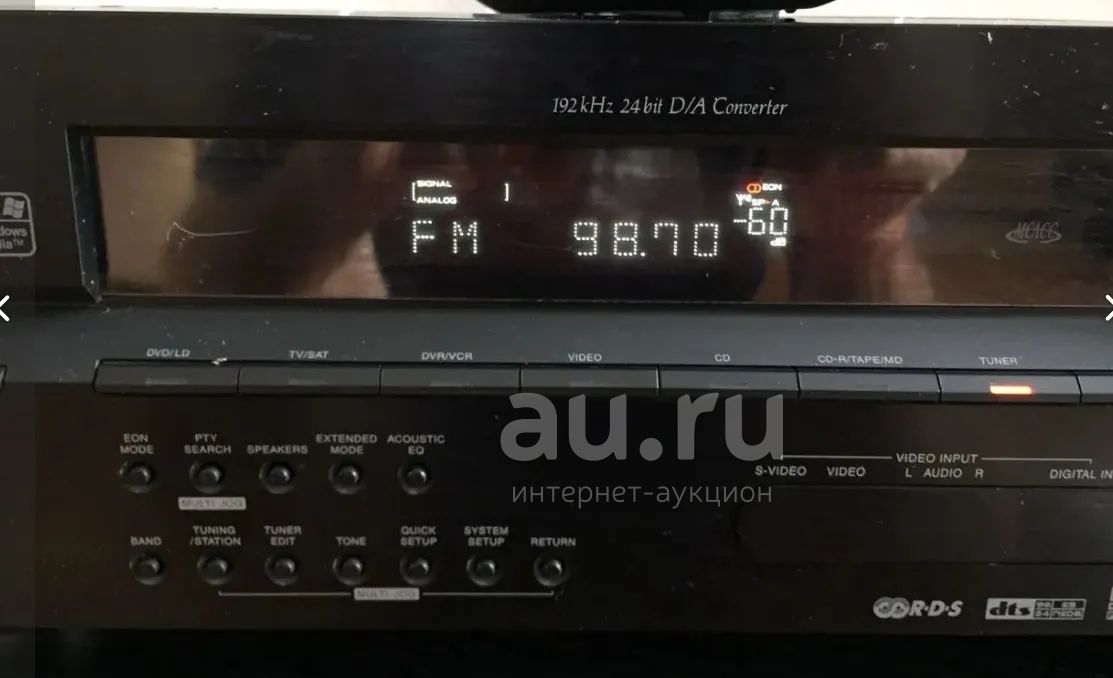 192 kHz 24 bit D/A Converter
SIGNAL
ANALOG
EON
SP▸A
FM 98.70
-60
dB
MCACC
DVD/LD TV/SAT DVR/VCR VIDEO CD CD-R/TAPE/MD TUNER
au.ru
интернет-аукцион
EON MODE
PTY SEARCH
SPEAKERS
EXTENDED MODE
ACOUSTIC EQ
MULTI JOG
VIDEO INPUT
S-VIDEO VIDEO L AUDIO R DIGITAL IN
BAND
TUNING /STATION
TUNER EDIT
TONE
QUICK SETUP
SYSTEM SETUP
RETURN
MULTI JOG
R·D·S
dts 96/24